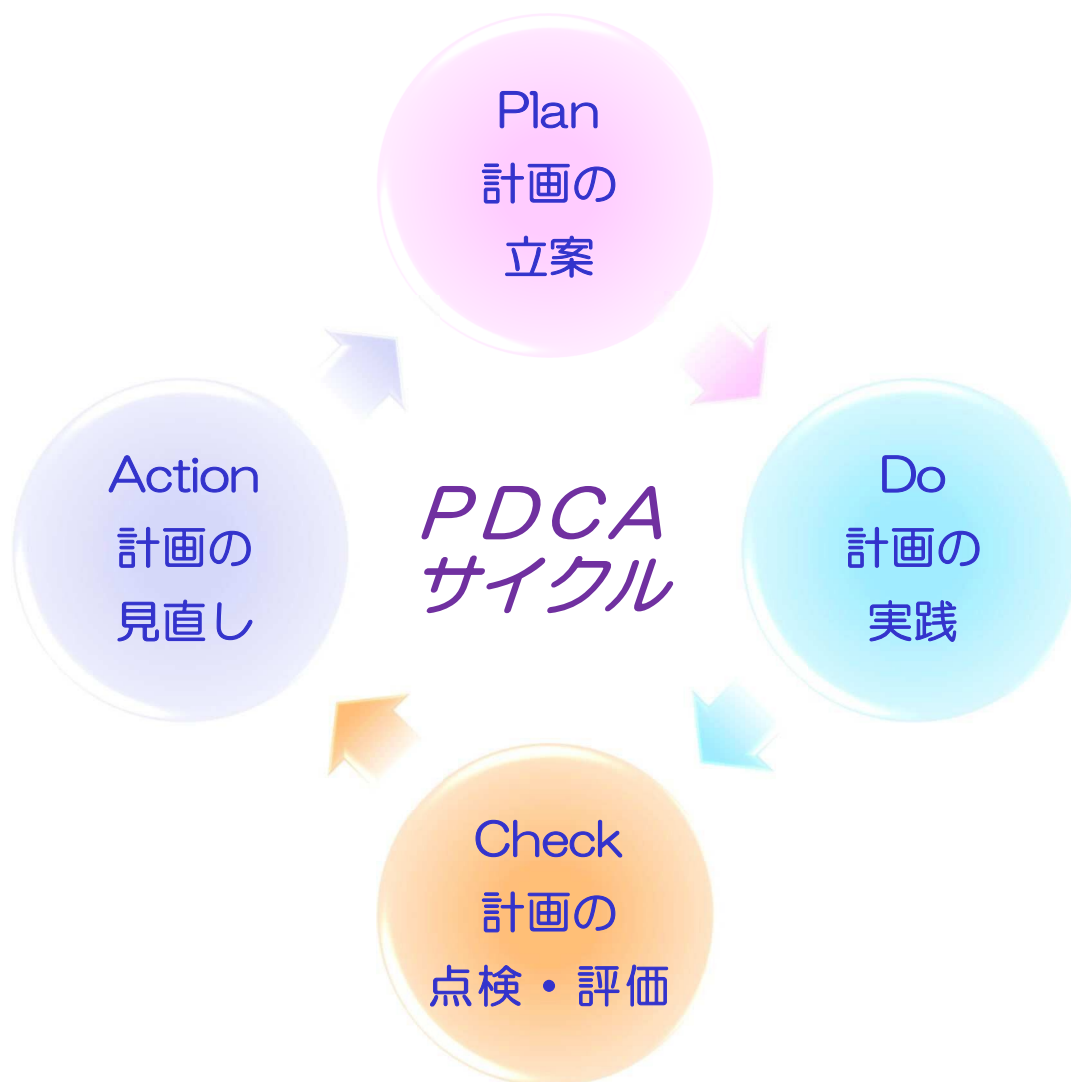 Plan
計画の
立案
Action
計画の
見直し
PDCA
サイクル
Do
計画の
実践
Check
計画の
点検・評価